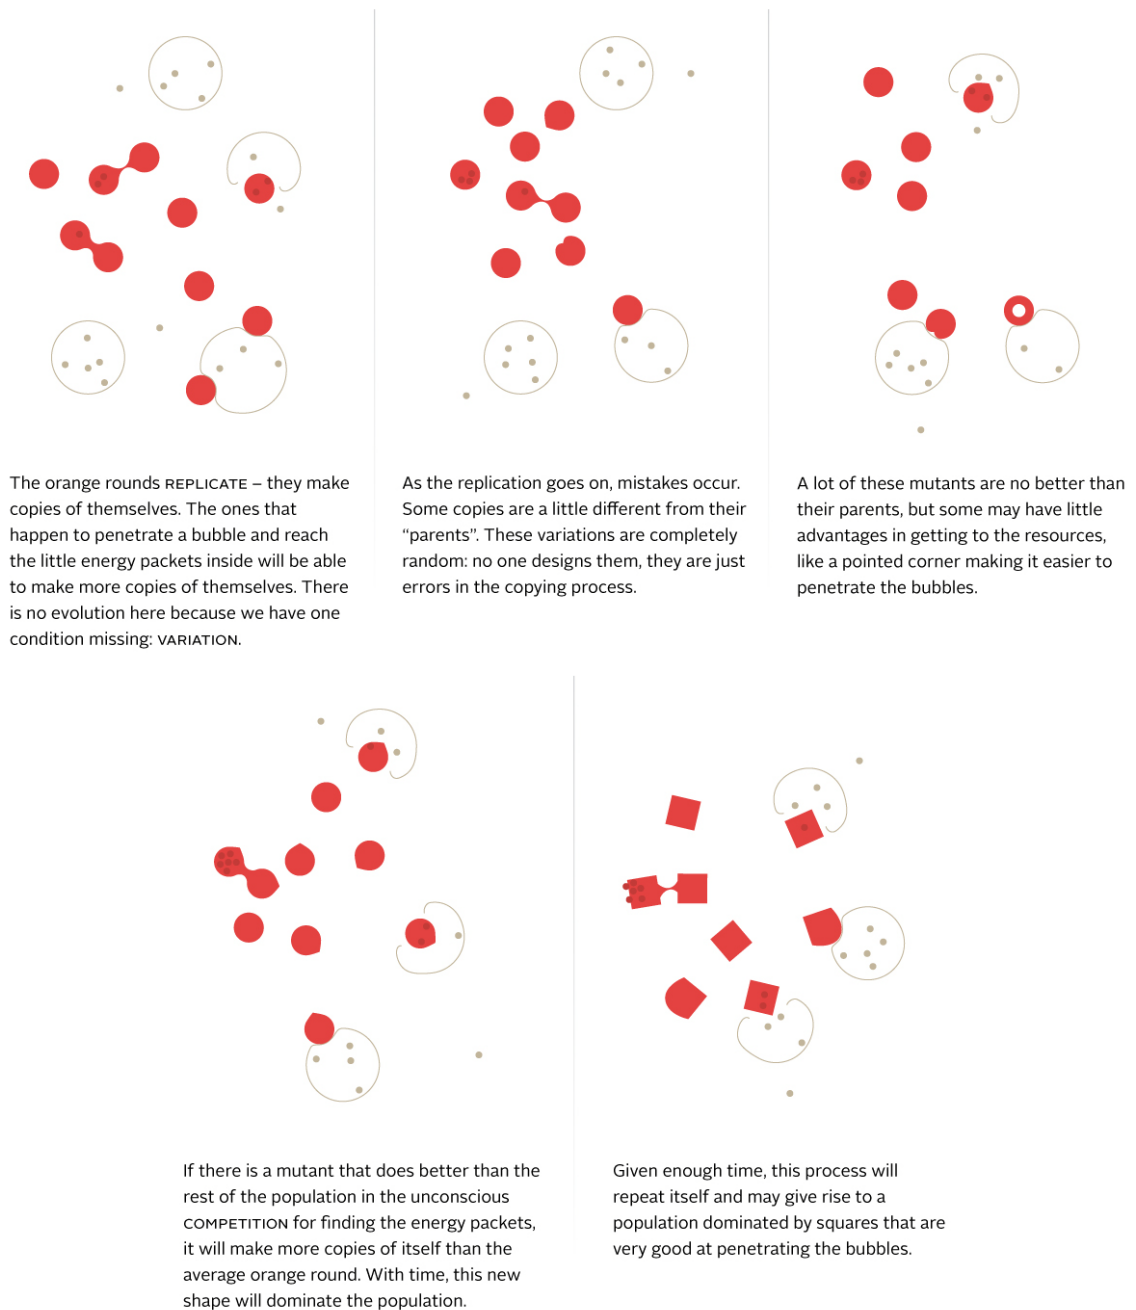 The orange rounds REPLICATE – they make
copies of themselves. The ones that
happen to penetrate a bubble and reach
the little energy packets inside will be able
to make more copies of themselves. There
is no evolution here because we have one
condition missing: VARIATION.
As the replication goes on, mistakes occur.
Some copies are a little different from their
“parents”. These variations are completely
random: no one designs them, they are just
errors in the copying process.
A lot of these mutants are no better than
their parents, but some may have little
advantages in getting to the resources,
like a pointed corner making it easier to
penetrate the bubbles.
If there is a mutant that does better than the
rest of the population in the unconscious
COMPETITION for finding the energy packets,
it will make more copies of itself than the
average orange round. With time, this new
shape will dominate the population.
Given enough time, this process will
repeat itself and may give rise to a
population dominated by squares that are
very good at penetrating the bubbles.